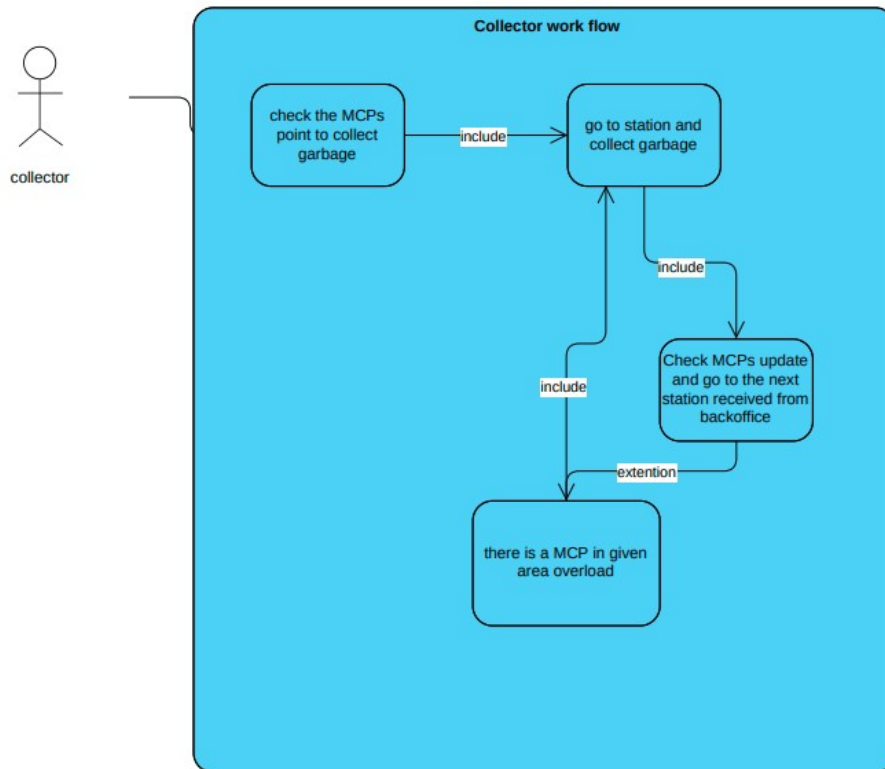 Collector work flow
collector
check the MCPs
point to collect
garbage
include
go to station and
collect garbage
include
Check MCPs update
and go to the next
station received from
backoffice
include
extention
there is a MCP in given
area overload